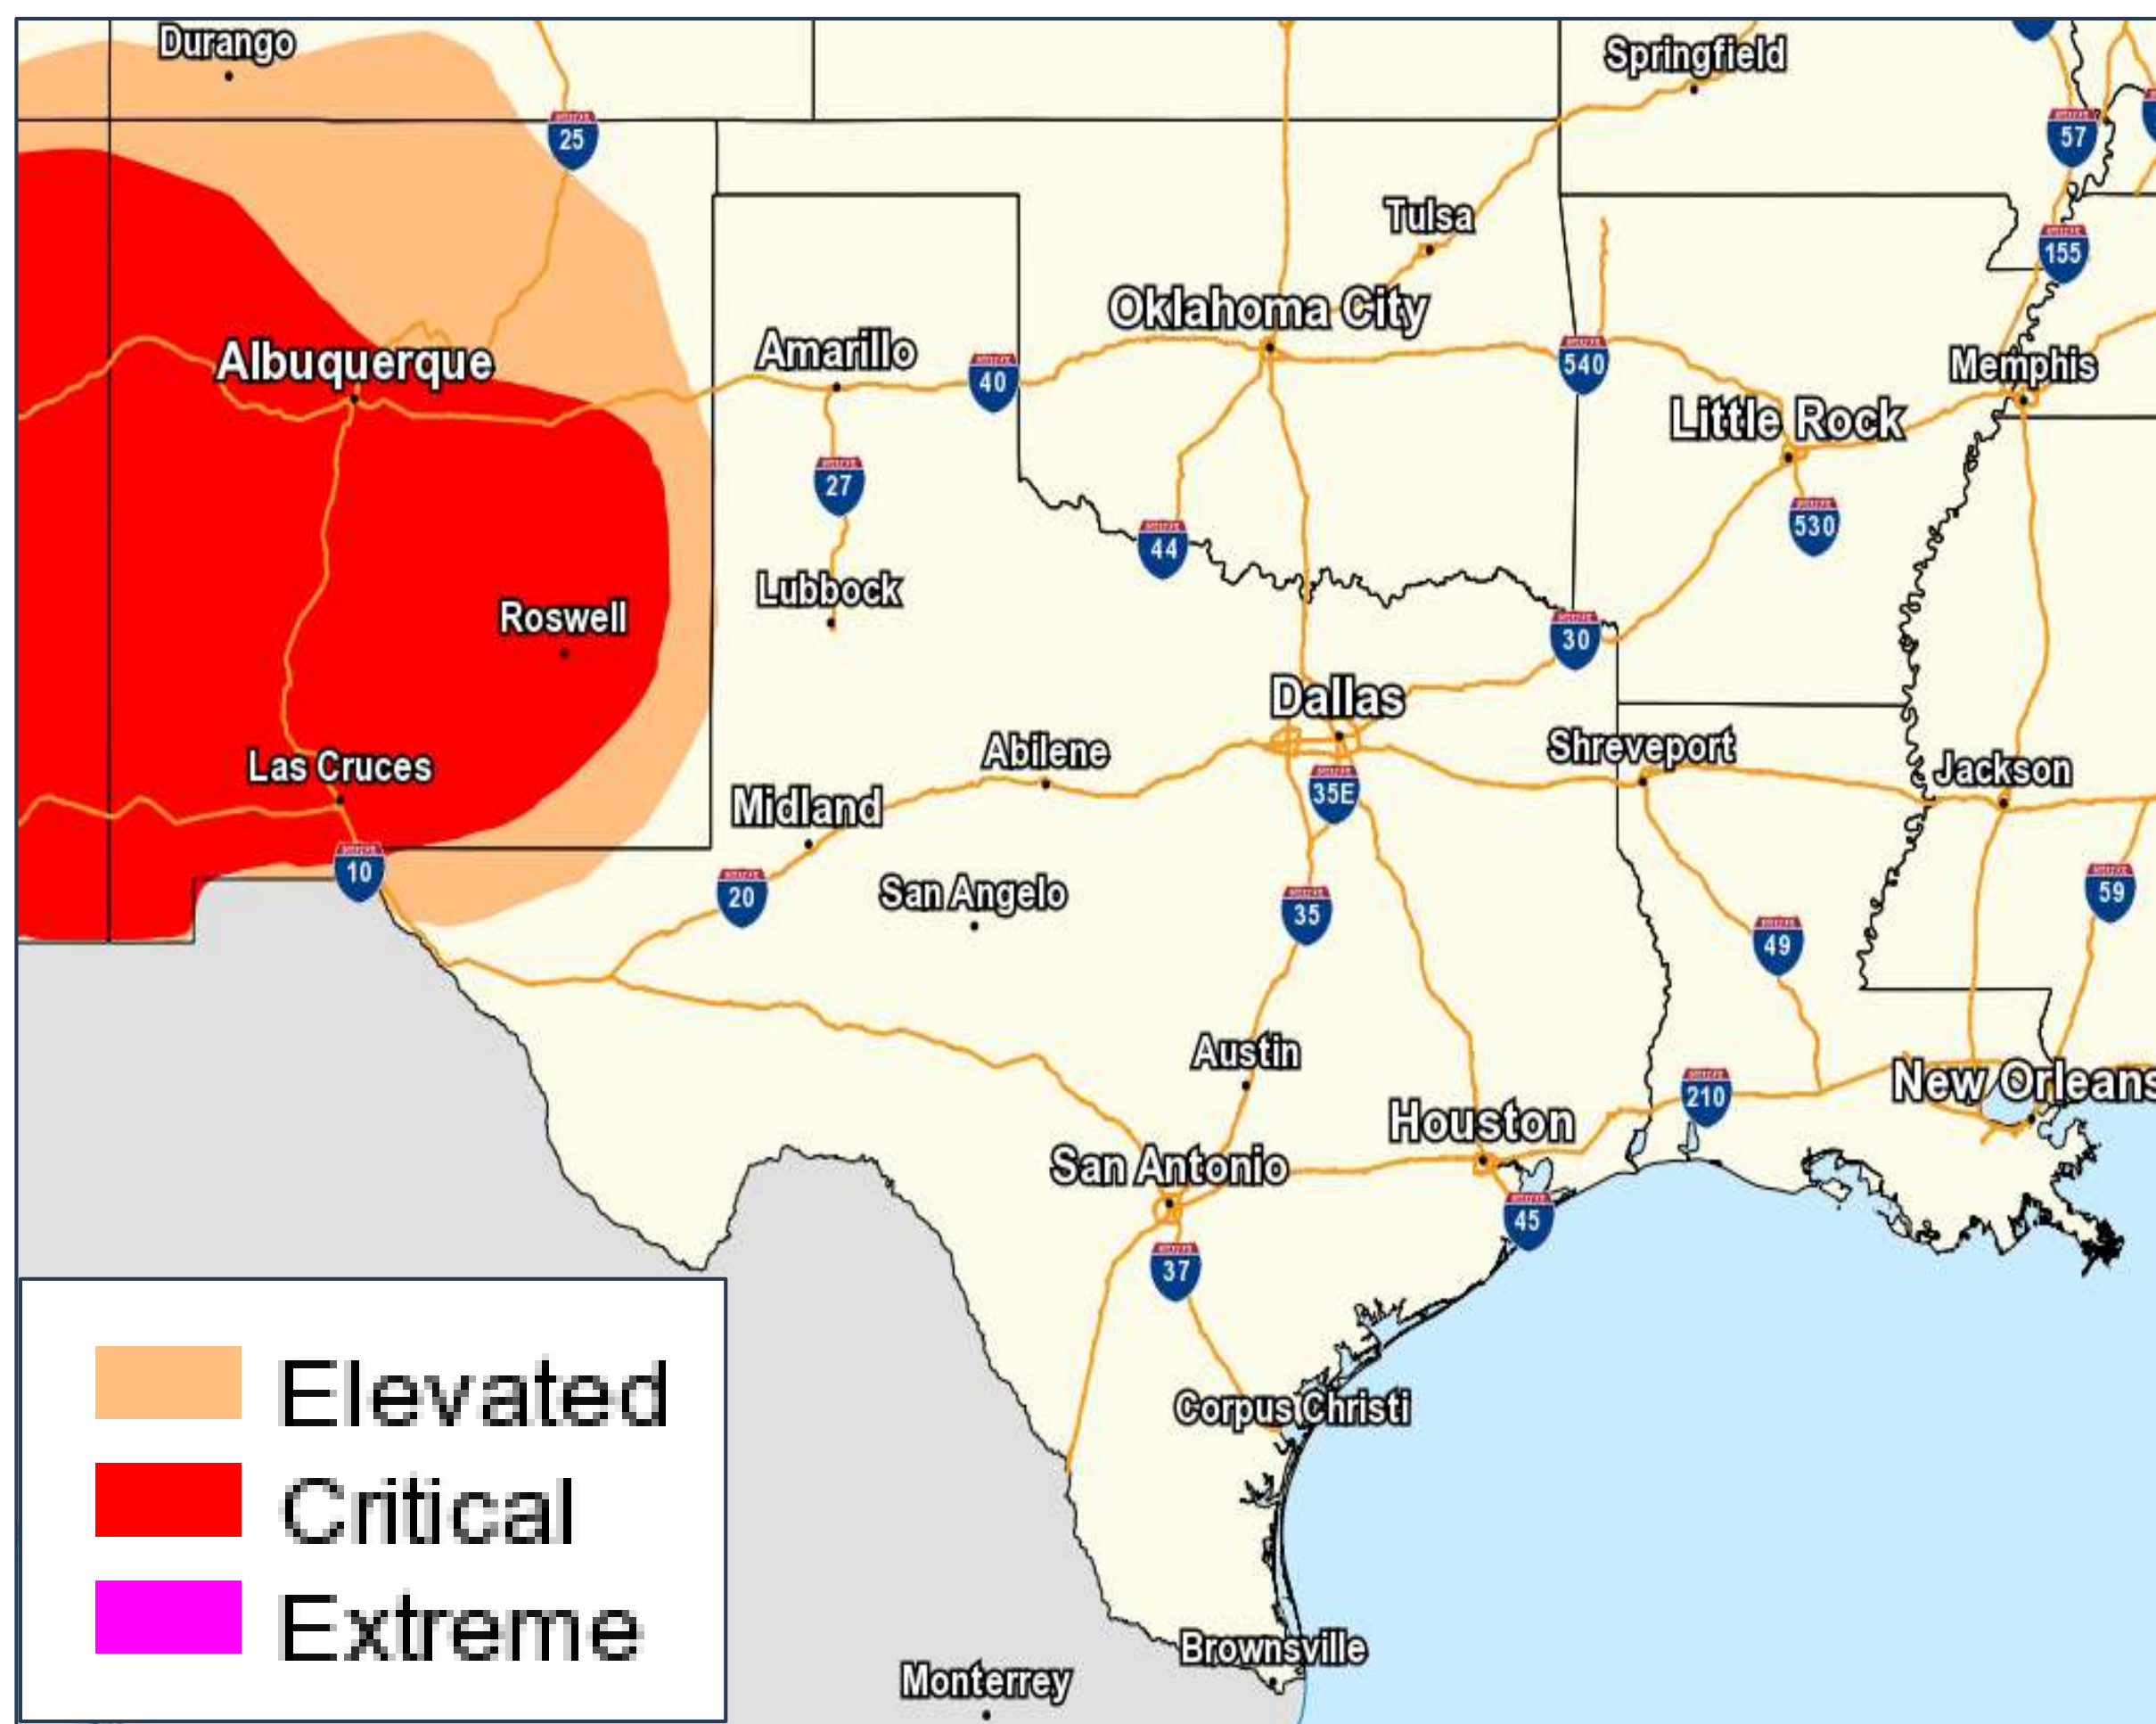 Durango
Springfield
25
57
Tulsa
155
Oklahoma City
Albuquerque
Amarillo
40
540
Memphis
Little Rock
27
530
44
Lubbock
Roswell
30
Dallas
Las Cruces
Abilene
Shreveport
Jackson
Midland
35E
10
20
San Angelo
35
59
49
Austin
210
New Orleans
Houston
San Antonio
45
37
Corpus Christi
Brownsville
Monterrey
Elevated
Critical
Extreme